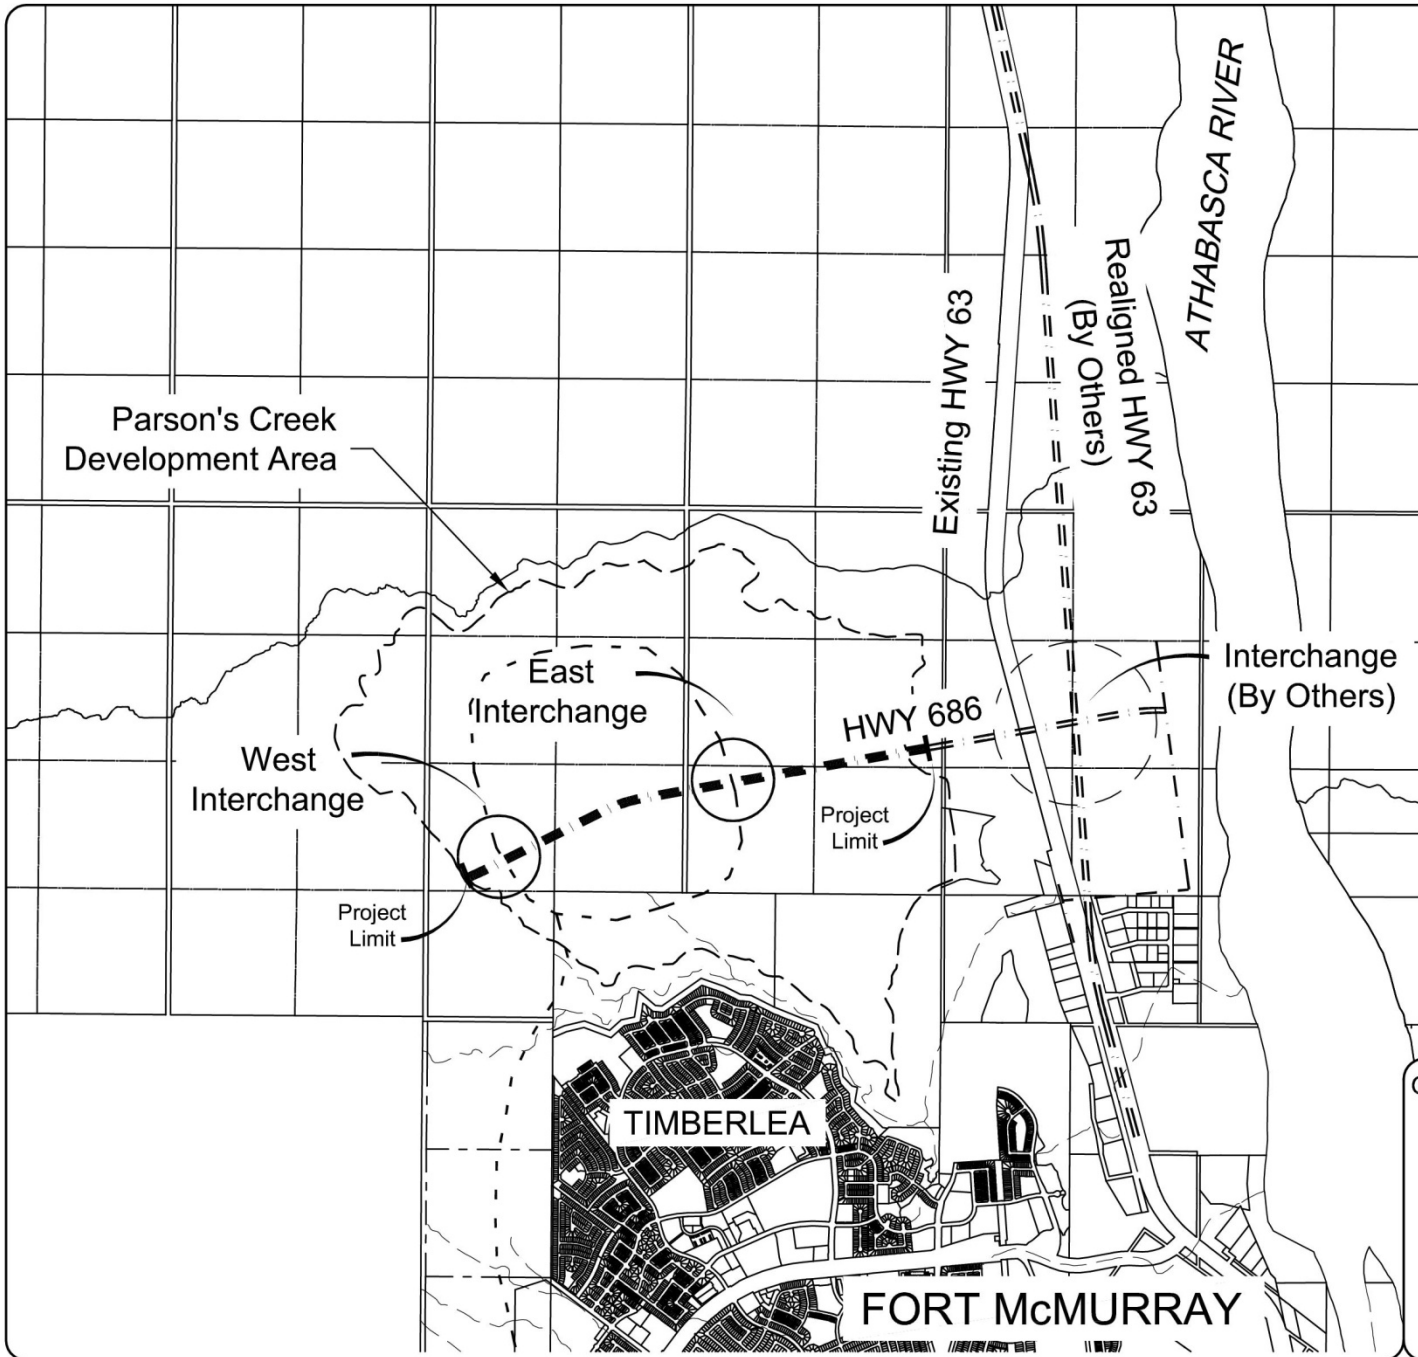 ATHABASCA RIVER
Realigned HWY 63
(By Others)
Existing HWY 63
Parson's Creek
Development Area
East
Interchange
Interchange
(By Others)
HWY 686
West
Interchange
Project
Limit
Project
Limit
TIMBERLEA
FORT McMURRAY